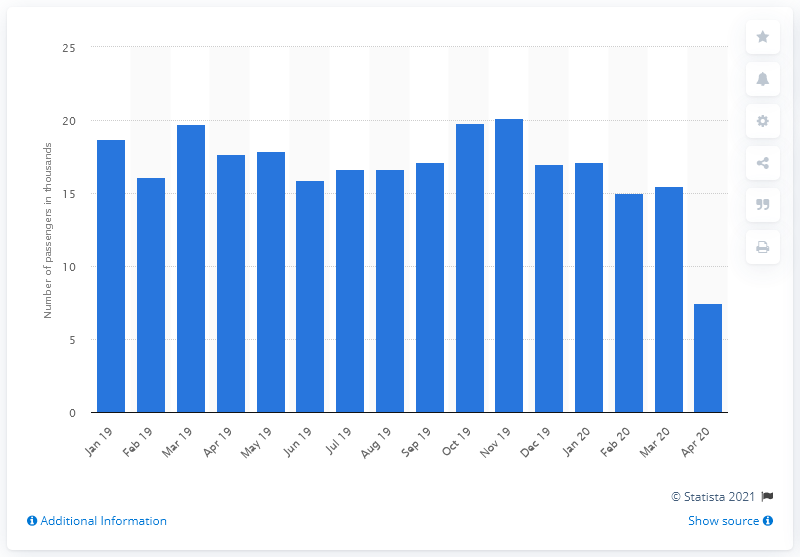 25
20
15
10
5
0
Number of passengers in thousands
Jan 19
Feb 19
Mar 19
Apr 19
May 19
Jun 19
Jul 19
Aug 19
Sep 19
Oct 19
Nov 19
Dec 19
Jan 20
Feb 20
Mar 20
Apr 20
© Statista 2021
Additional Information
Show source